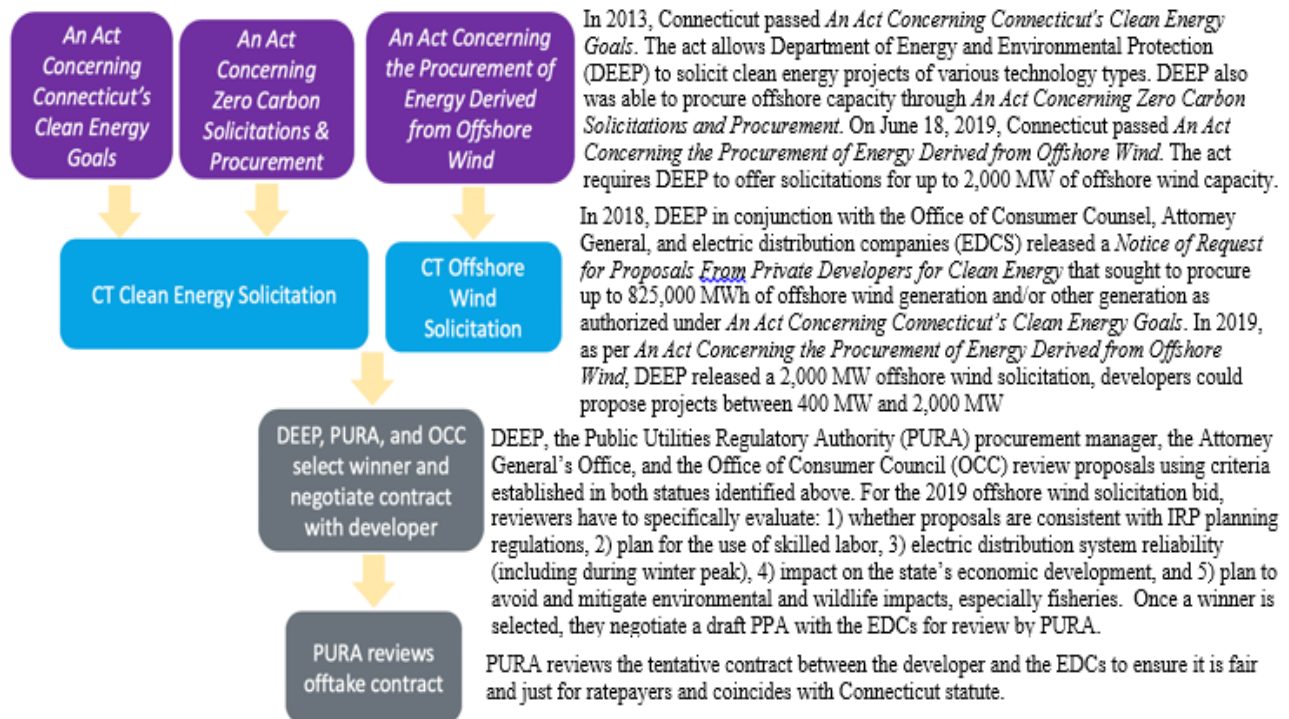 An Act
Concerning
Connecticut's
Clean Energy
Goals
An Act
Concerning
Zero Carbon
Solicitations &
Procurement
An Act Concerning
the Procurement of
Energy Derived
from Offshore
Wind
In 2013, Connecticut passed An Act Concerning Connecticut's Clean Energy
Goals. The act allows Department of Energy and Environmental Protection
(DEEP) to solicit clean energy projects of various technology types. DEEP also
was able to procure offshore capacity through An Act Concerning Zero Carbon
Solicitations and Procurement. On June 18, 2019, Connecticut passed An Act
Concerning the Procurement of Energy Derived from Offshore Wind. The act
requires DEEP to offer solicitations for up to 2,000 MW of offshore wind capacity.
CT Clean Energy Solicitation
CT Offshore
Wind
Solicitation
In 2018, DEEP in conjunction with the Office of Consumer Counsel, Attorney
General, and electric distribution companies (EDCS) released a Notice of Request
for Proposals From Private Developers for Clean Energy that sought to procure
up to 825,000 MWh of offshore wind generation and/or other generation as
authorized under An Act Concerning Connecticut's Clean Energy Goals. In 2019,
as per An Act Concerning the Procurement of Energy Derived from Offshore
Wind, DEEP released a 2,000 MW offshore wind solicitation, developers could
propose projects between 400 MW and 2,000 MW
DEEP, PURA, and OCC
select winner and
negotiate contract
with developer
DEEP, the Public Utilities Regulatory Authority (PURA) procurement manager, the Attorney
General's Office, and the Office of Consumer Council (OCC) review proposals using criteria
established in both statues identified above. For the 2019 offshore wind solicitation bid,
reviewers have to specifically evaluate: 1) whether proposals are consistent with IRP planning
regulations, 2) plan for the use of skilled labor, 3) electric distribution system reliability
(including during winter peak), 4) impact on the state's economic development, and 5) plan to
avoid and mitigate environmental and wildlife impacts, especially fisheries. Once a winner is
selected, they negotiate a draft PPA with the EDCs for review by PURA.
PURA reviews
offtake contract
PURA reviews the tentative contract between the developer and the EDCs to ensure it is fair
and just for ratepayers and coincides with Connecticut statute.